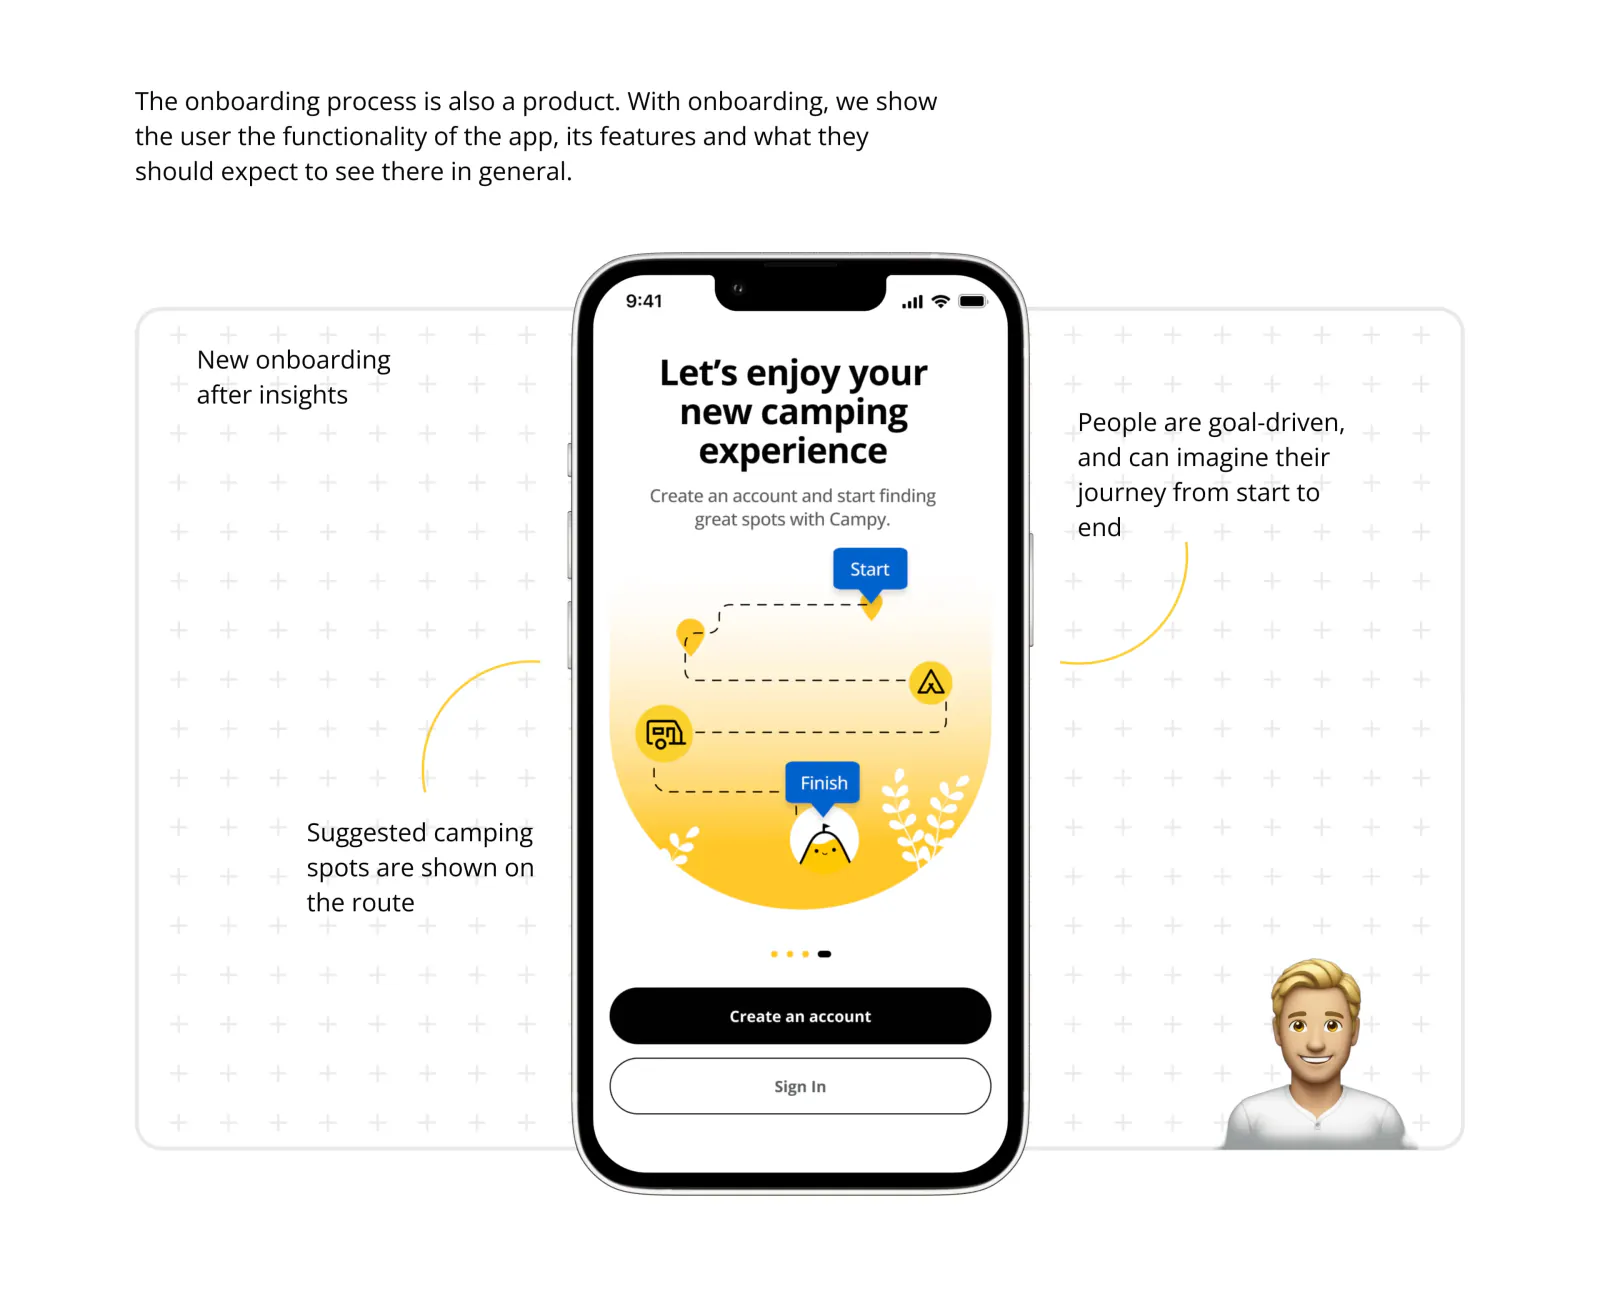 The onboarding process is also a product. With onboarding, we show
the user the functionality of the app, its features and what they
should expect to see there in general.
New onboarding
after insights
9:41
Let’s enjoy your
new camping
experience
Create an account and start finding
great spots with Campy.
Start
Finish
Create an account
Sign In
People are goal-driven,
and can imagine their
journey from start to
end
Suggested camping
spots are shown on
the route